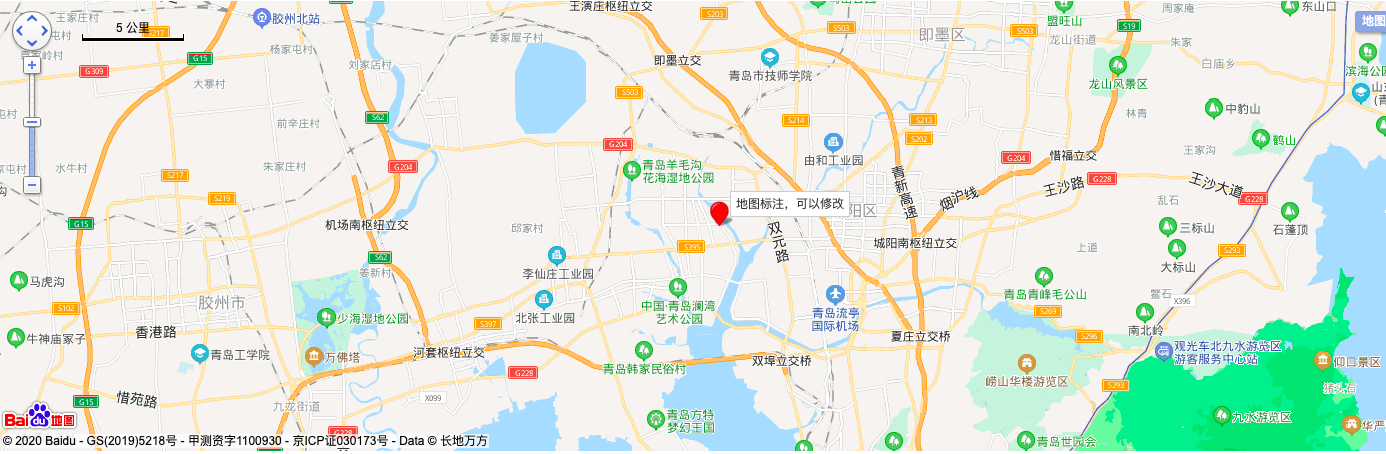 王家庄村
胶州北站
王演庄枢纽立交
S203
S503
盟旺山
周家庵
东山口
5 公里
S217
姜家屋子村
即墨区
龙山街道
S19
朱家
地图
杨家屯村
G15
刘家店村
即墨立交
青岛市技师学院
白庙乡
滨海公园
G309
大寨村
S503
龙山风景区
S62
前辛庄村
S214
S213
S202
林青
中豹山
鹤山
王家沟
G204
由和工业园
惜福立交
水牛村
朱家庄村
G204
青岛羊毛沟
花海湿地公园
G204
S217
S219
青新高速
王沙路
G228
王沙大道
G228
地图标注，可以修改
烟沪线
乱石
G15
机场南枢纽立交
邱家村
阳区
三标山
石蓬顶
双元路
S395
城阳南枢纽立交
上道
S293
S62
姜新村
李仙庄工业园
大标山
马虎沟
胶州市
中国·青岛澜湾
艺术公园
青岛青峰毛公山
鳌石
X396
S102
北张工业园
青岛流亭
国际机场
S269
南北岭
香港路
少海湿地公园
S397
牛神庙家子
夏庄立交桥
S296
青岛工学院
万佛塔
河套枢纽立交
青岛韩家民俗村
双埠立交桥
观光车北九水游览区
游客服务中心站
仰口景区
G228
崂山华楼游览区
S293
猿头石
G15
惜苑路
X099
九龙街道
青岛方特
梦幻王国
九水游览区
华严
Bai du 地图
G228
青岛世园会
© 2020 Baidu - GS(2019)5218号 - 甲测资字1100930 - 京ICP证030173号 - Data © 长地万方